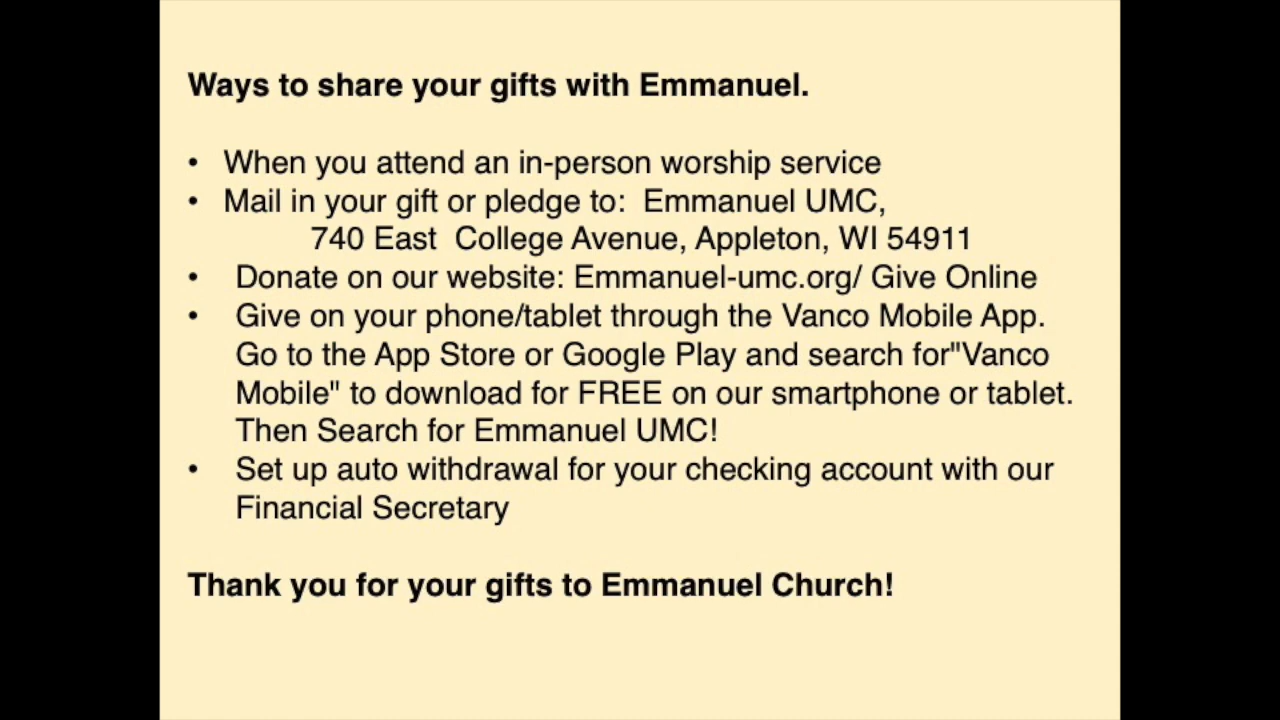 Ways to share your gifts with Emmanuel.
• When you attend an in-person worship service
• Mail in your gift or pledge to:  Emmanuel UMC,
740 East  College Avenue, Appleton, WI 54911
• Donate on our website: Emmanuel-umc.org/ Give Online
• Give on your phone/tablet through the Vanco Mobile App.
Go to the App Store or Google Play and search for"Vanco
Mobile" to download for FREE on our smartphone or tablet.
Then Search for Emmanuel UMC!
• Set up auto withdrawal for your checking account with our
Financial Secretary
Thank you for your gifts to Emmanuel Church!